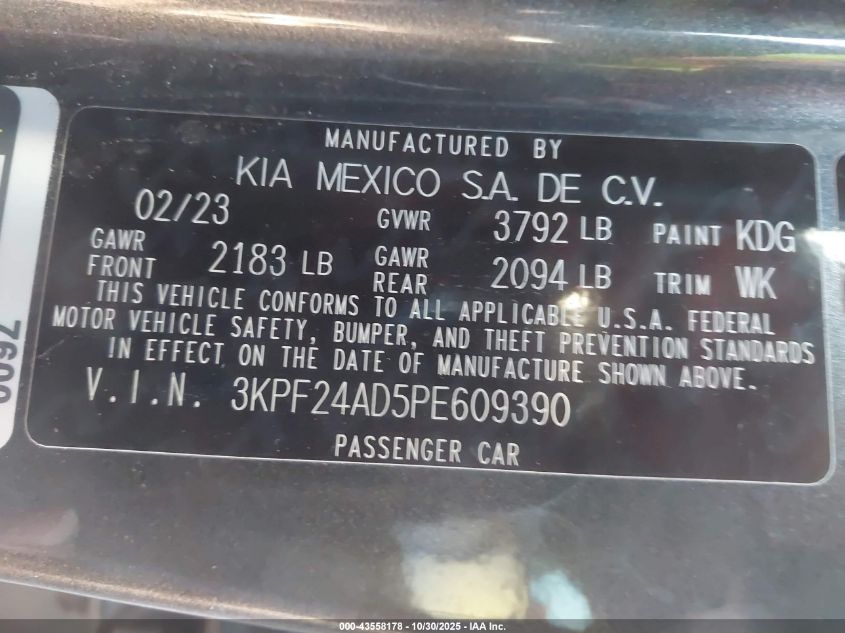 MANUFACTURED BY
KIA MEXICO S.A. DE C.V.
02/23 GVWR 3792 LB PAINT KDG
GAWR FRONT 2183 LB GAWR REAR 2094 LB TRIM WK
THIS VEHICLE CONFORMS TO ALL APPLICABLE U.S.A. FEDERAL
MOTOR VEHICLE SAFETY, BUMPER, AND THEFT PREVENTION STANDARDS
IN EFFECT ON THE DATE OF MANUFACTURE SHOWN ABOVE.
V.I.N. 3KPF24AD5PE609390
PASSENGER CAR
000-43558178 - 10/30/2025 - IAA Inc.